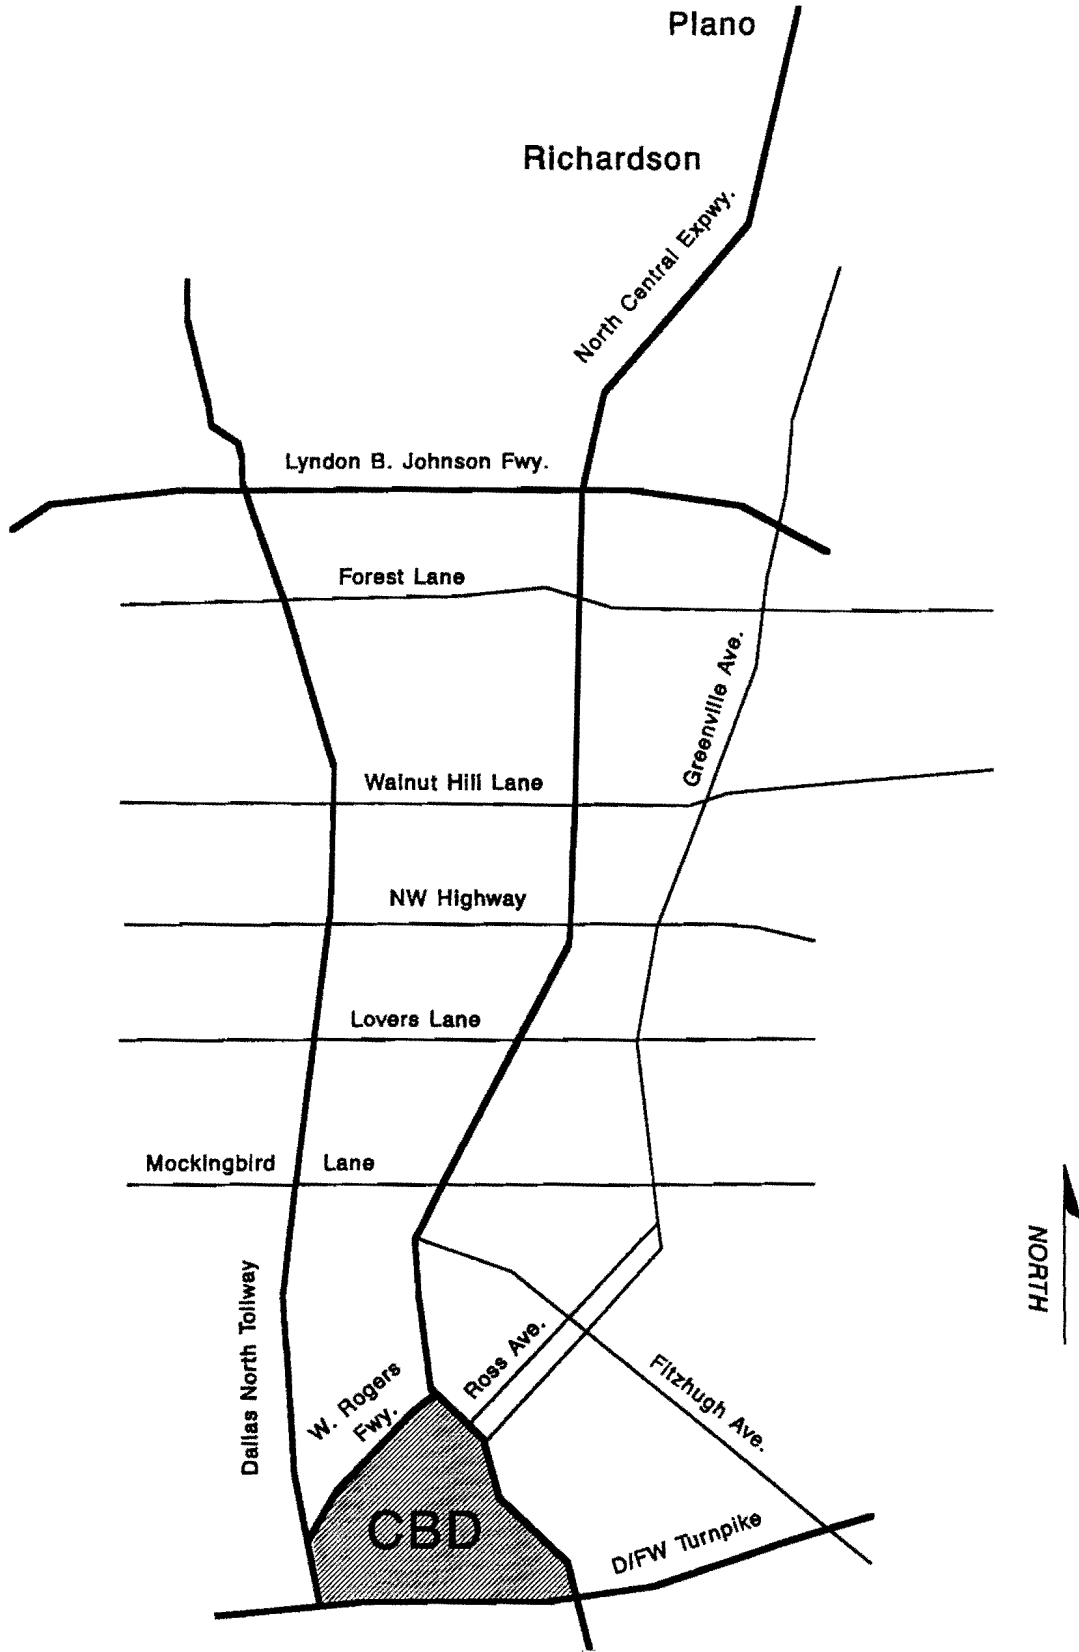 Plano
Richardson
North Central Expwy.
Lyndon B. Johnson Fwy.
Forest Lane
Greenville Ave.
Walnut Hill Lane
NW Highway
Lovers Lane
Mockingbird Lane
NORTH
Dallas North Tollway
W. Rogers
Fwy.
Ross Ave.
Fitzhugh Ave.
CBD
D/FW Turnpike